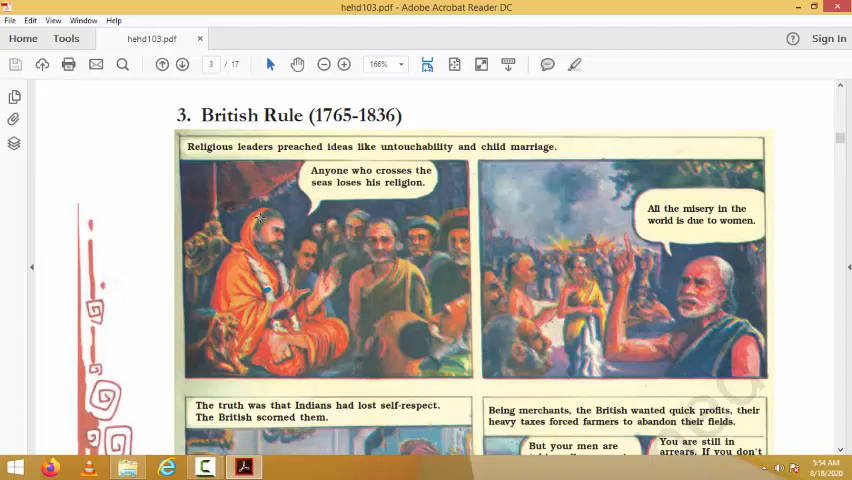 hehd103.pdf - Adobe Acrobat Reader DC
File Edit View Window Help
Home Tools hehd103.pdf × Sign In
3 / 17 166%
3. British Rule (1765-1836)
Religious leaders preached ideas like untouchability and child marriage.
Anyone who crosses the
seas loses his religion.
All the misery in the
world is due to women.
The truth was that Indians had lost self-respect.
The British scorned them.
Being merchants, the British wanted quick profits, their
heavy taxes forced farmers to abandon their fields.
But your men are
You are still in
arrears. If you don't
5:54 AM
8/18/2020